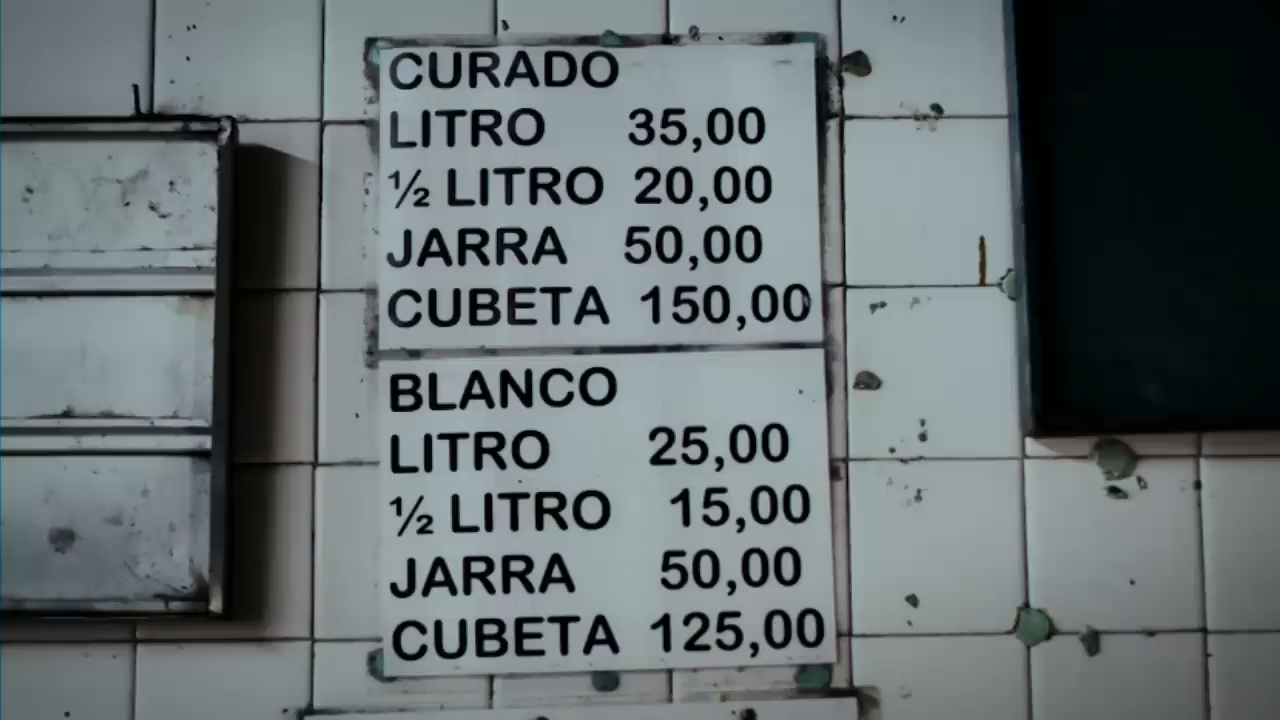 CURADO
LITRO 35,00
½ LITRO 20,00
JARRA 50,00
CUBETA 150,00
BLANCO
LITRO 25,00
½ LITRO 15,00
JARRA 50,00
CUBETA 125,00